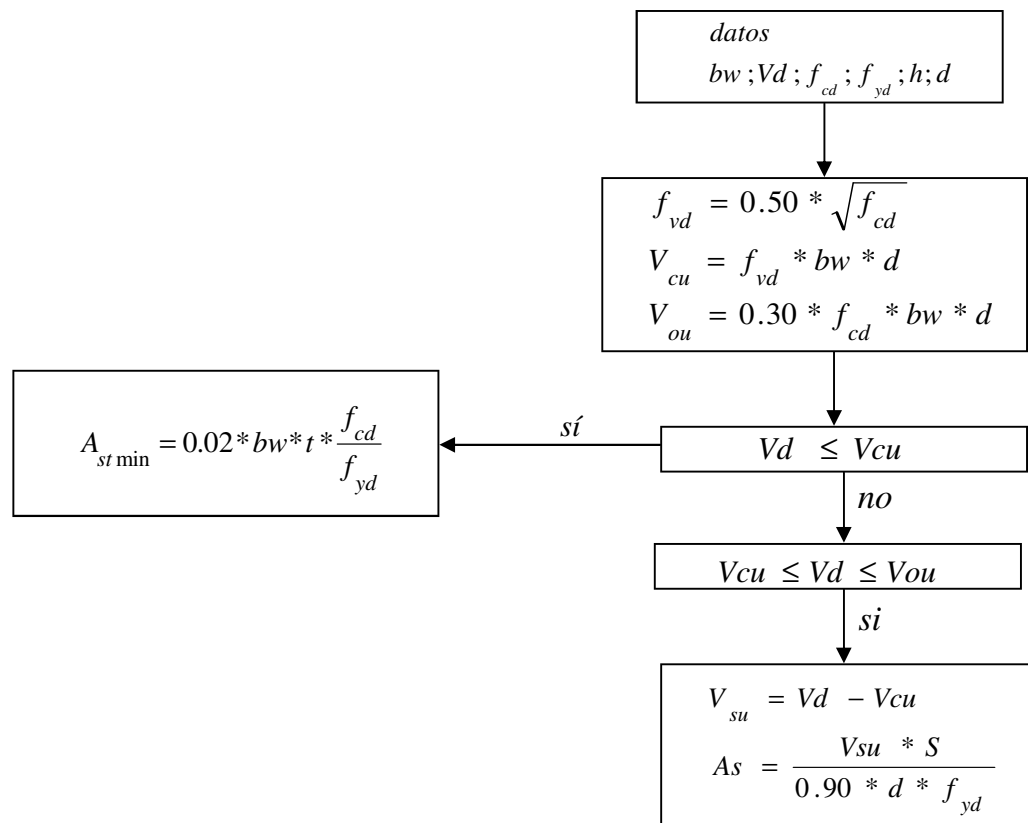 datos
bw ; Vd ; f_cd ; f_yd ; h; d
f_vd = 0.50 * √f_cd
V_cu = f_vd * bw * d
V_ou = 0.30 * f_cd * bw * d
sí
A_st min = 0.02 * bw * t * f_cd / f_yd
Vd ≤ Vcu
no
Vcu ≤ Vd ≤ Vou
si
V_su = Vd − Vcu
As = Vsu * S / 0.90 * d * f_yd